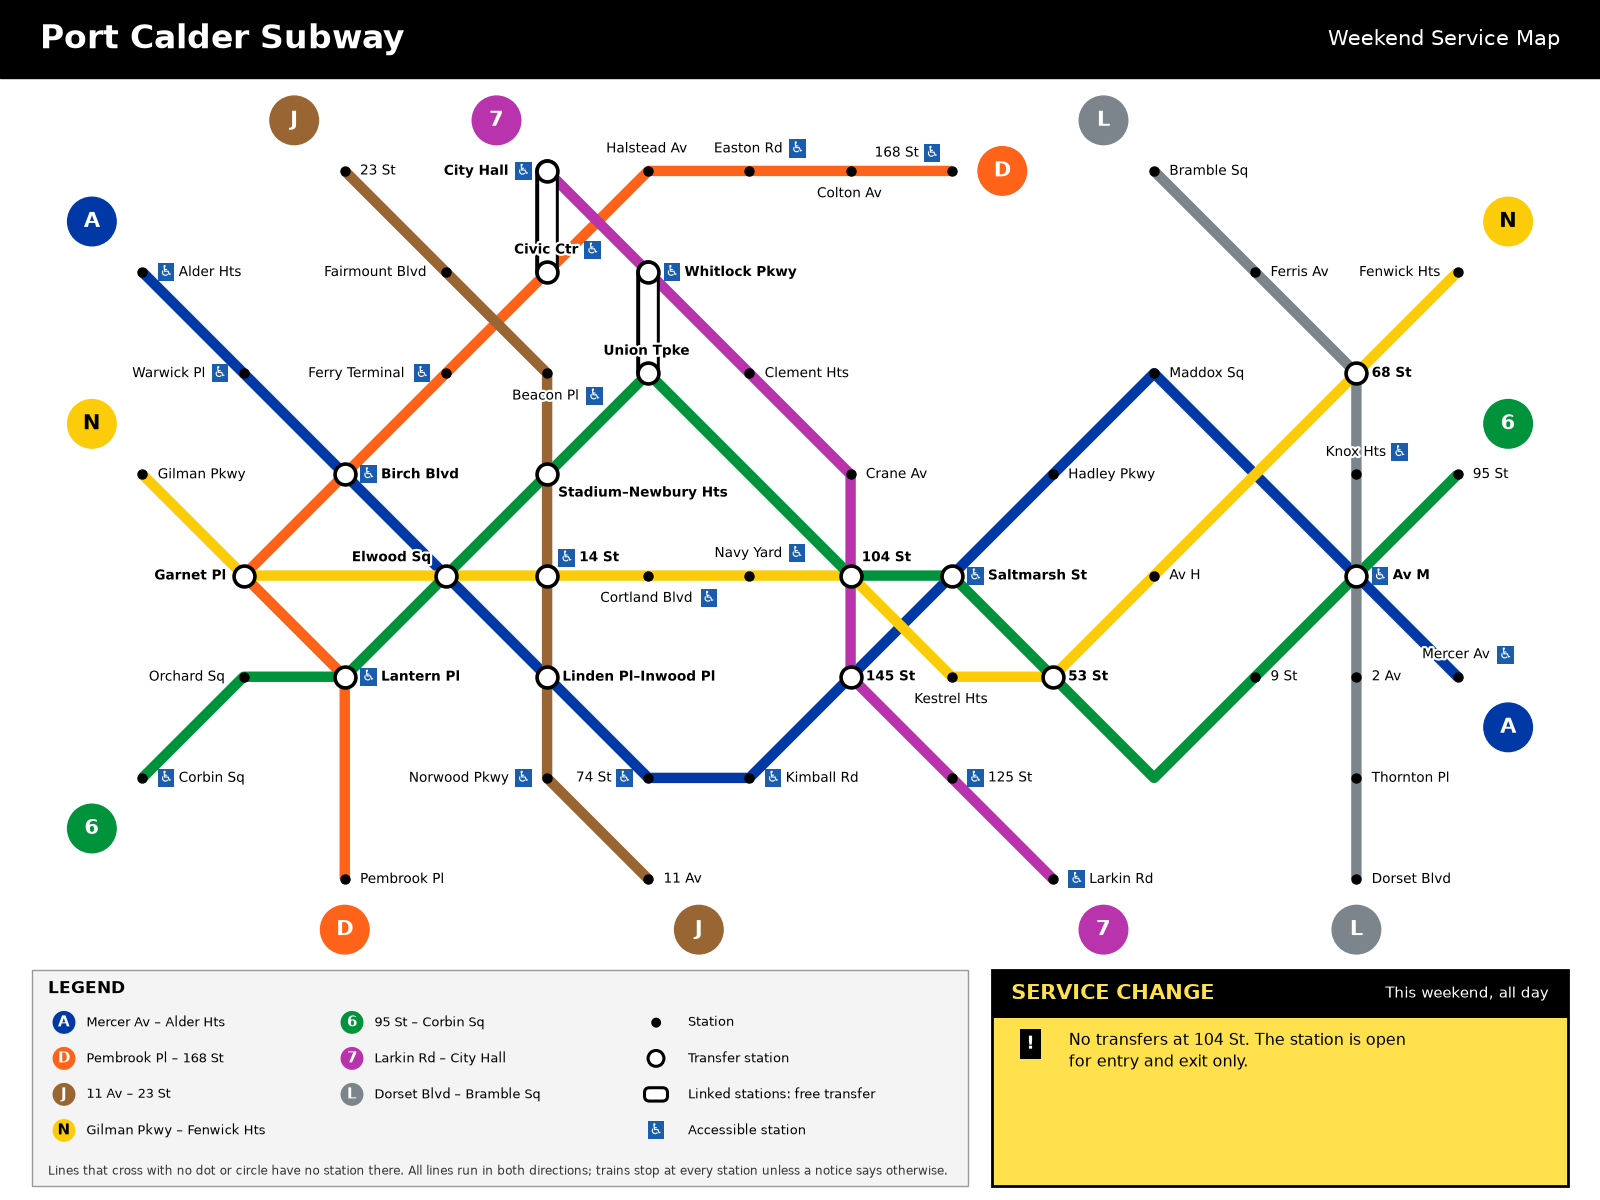 Port Calder Subway
Weekend Service Map
J
7
L
Halstead Av
Easton Rd ♿
168 St ♿
23 St
City Hall ♿
D
Bramble Sq
Colton Av
A
N
Civic Ctr ♿
♿ Alder Hts
Fairmount Blvd
♿ Whitlock Pkwy
Ferris Av
Fenwick Hts
Union Tpke
Warwick Pl ♿
Ferry Terminal ♿
Clement Hts
Maddox Sq
68 St
Beacon Pl ♿
N
6
Knox Hts ♿
Gilman Pkwy
♿ Birch Blvd
Crane Av
Hadley Pkwy
95 St
Stadium–Newbury Hts
Elwood Sq
♿ 14 St
Navy Yard ♿
104 St
Garnet Pl
♿ Saltmarsh St
Av H
♿ Av M
Cortland Blvd ♿
Mercer Av ♿
Orchard Sq
♿ Lantern Pl
Linden Pl–Inwood Pl
145 St
53 St
9 St
2 Av
Kestrel Hts
A
♿ Corbin Sq
Norwood Pkwy ♿
74 St ♿
♿ Kimball Rd
♿ 125 St
Thornton Pl
6
Pembrook Pl
11 Av
♿ Larkin Rd
Dorset Blvd
D
J
7
L
LEGEND
A Mercer Av – Alder Hts
D Pembrook Pl – 168 St
J 11 Av – 23 St
N Gilman Pkwy – Fenwick Hts
6 95 St – Corbin Sq
7 Larkin Rd – City Hall
L Dorset Blvd – Bramble Sq
Station
Transfer station
Linked stations: free transfer
♿ Accessible station
Lines that cross with no dot or circle have no station there. All lines run in both directions; trains stop at every station unless a notice says otherwise.
SERVICE CHANGE
This weekend, all day
! No transfers at 104 St. The station is open
for entry and exit only.